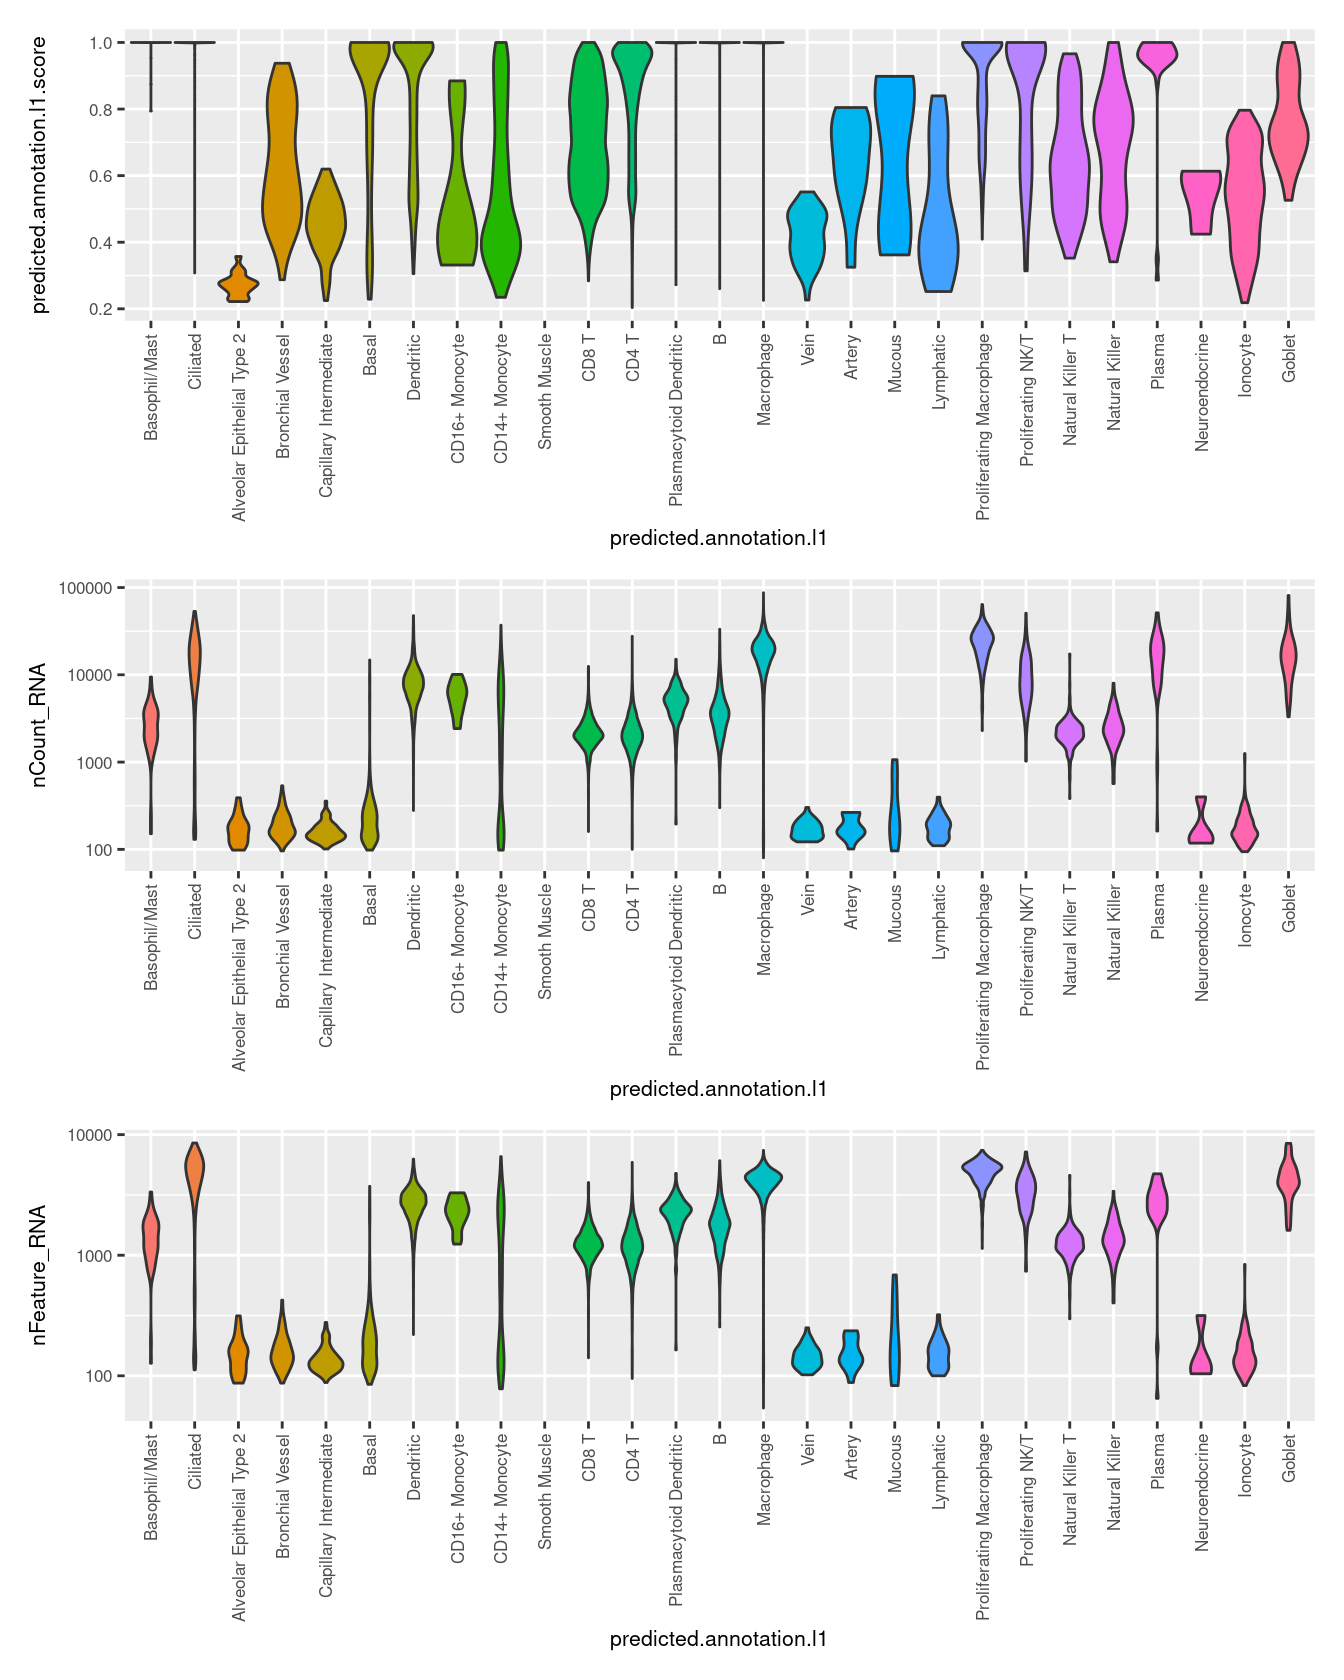 predicted.annotation.l1.score
1.0
0.8
0.6
0.4
0.2
Basophil/Mast
Ciliated
Alveolar Epithelial Type 2
Bronchial Vessel
Capillary Intermediate
Basal
Dendritic
CD16+ Monocyte
CD14+ Monocyte
Smooth Muscle
CD8 T
CD4 T
Plasmacytoid Dendritic
B
Macrophage
Vein
Artery
Mucous
Lymphatic
Proliferating Macrophage
Proliferating NK/T
Natural Killer T
Natural Killer
Plasma
Neuroendocrine
Ionocyte
Goblet
predicted.annotation.l1
nCount_RNA
100000
10000
1000
100
Basophil/Mast
Ciliated
Alveolar Epithelial Type 2
Bronchial Vessel
Capillary Intermediate
Basal
Dendritic
CD16+ Monocyte
CD14+ Monocyte
Smooth Muscle
CD8 T
CD4 T
Plasmacytoid Dendritic
B
Macrophage
Vein
Artery
Mucous
Lymphatic
Proliferating Macrophage
Proliferating NK/T
Natural Killer T
Natural Killer
Plasma
Neuroendocrine
Ionocyte
Goblet
predicted.annotation.l1
nFeature_RNA
10000
1000
100
Basophil/Mast
Ciliated
Alveolar Epithelial Type 2
Bronchial Vessel
Capillary Intermediate
Basal
Dendritic
CD16+ Monocyte
CD14+ Monocyte
Smooth Muscle
CD8 T
CD4 T
Plasmacytoid Dendritic
B
Macrophage
Vein
Artery
Mucous
Lymphatic
Proliferating Macrophage
Proliferating NK/T
Natural Killer T
Natural Killer
Plasma
Neuroendocrine
Ionocyte
Goblet
predicted.annotation.l1